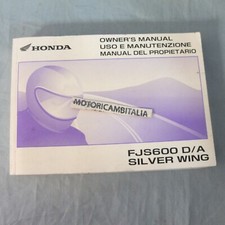 HONDA
OWNER'S MANUAL
USO E MANUTENZIONE
MANUAL DEL PROPIETARIO
MOTORICAMBITALIA
FJS600 D/A
SILVER WING